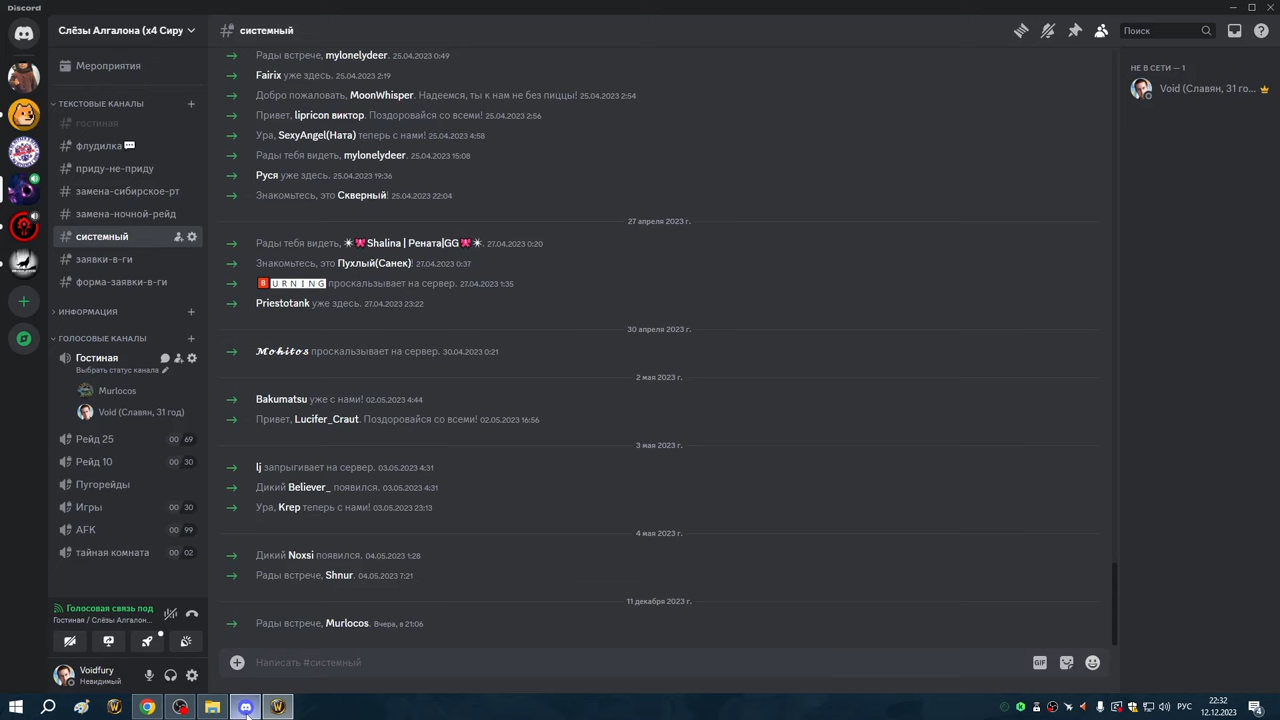 Discord
Слёзы Алгалона (x4 Сиру
Мероприятия
ТЕКСТОВЫЕ КАНАЛЫ
гостиная
флудилка
приду-не-приду
замена-сибирское-рт
замена-ночной-рейд
системный
заявки-в-ги
форма-заявки-в-ги
ИНФОРМАЦИЯ
ГОЛОСОВЫЕ КАНАЛЫ
Гостиная
Выбрать статус канала
Murlocos
Void (Славян, 31 год)
Рейд 25 00 69
Рейд 10 00 30
Пугорейды
Игры 00 30
AFK 00 99
тайная комната 00 02
Голосовая связь под
Гостиная / Слёзы Алгалон...
Voidfury
Невидимый
системный
Поиск
Рады встрече, mylonelydeer. 25.04.2023 0:49
Fairix уже здесь. 25.04.2023 2:19
Добро пожаловать, MoonWhisper. Надеемся, ты к нам не без пиццы! 25.04.2023 2:54
Привет, lipricon виктор. Поздоровайся со всеми! 25.04.2023 2:56
Ура, SexyAngel(Ната) теперь с нами! 25.04.2023 4:58
Рады тебя видеть, mylonelydeer. 25.04.2023 15:08
Руся уже здесь. 25.04.2023 19:36
Знакомьтесь, это Скверный! 25.04.2023 22:04
27 апреля 2023 г.
Рады тебя видеть, ✴🎀Shalina | Рената|GG🎀✴. 27.04.2023 0:20
Знакомьтесь, это Пухлый(Санек)! 27.04.2023 0:37
B U R N I N G проскальзывает на сервер. 27.04.2023 1:35
Priestotank уже здесь. 27.04.2023 23:22
30 апреля 2023 г.
𝓜𝓸𝓱𝓲𝓽𝓸𝓼 проскальзывает на сервер. 30.04.2023 0:21
2 мая 2023 г.
Bakumatsu уже с нами! 02.05.2023 4:44
Привет, Lucifer_Craut. Поздоровайся со всеми! 02.05.2023 16:56
3 мая 2023 г.
lj запрыгивает на сервер. 03.05.2023 4:31
Дикий Believer_ появился. 03.05.2023 4:31
Ура, Krep теперь с нами! 03.05.2023 23:13
4 мая 2023 г.
Дикий Noxsi появился. 04.05.2023 1:28
Рады встрече, Shnur. 04.05.2023 7:21
11 декабря 2023 г.
Рады встрече, Murlocos. Вчера, в 21:06
Написать #системный
GIF
НЕ В СЕТИ — 1
Void (Славян, 31 го...
РУС
22:32
12.12.2023
4